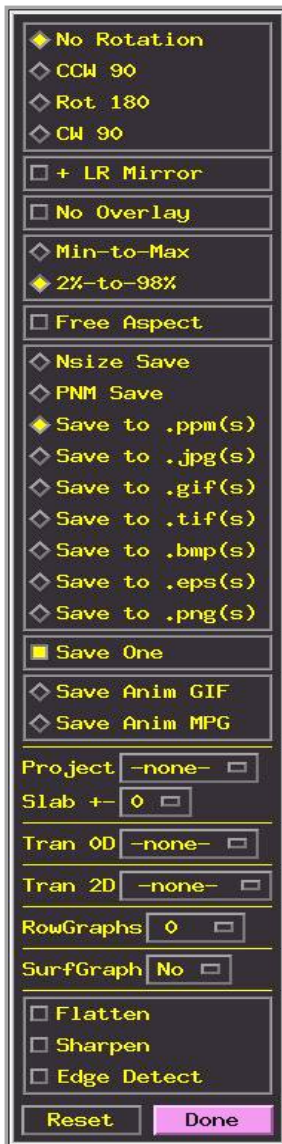 No Rotation
CCW 90
Rot 180
CW 90
+ LR Mirror
No Overlay
Min-to-Max
2%-to-98%
Free Aspect
Nsize Save
PNM Save
Save to .ppm(s)
Save to .jpg(s)
Save to .gif(s)
Save to .tif(s)
Save to .bmp(s)
Save to .eps(s)
Save to .png(s)
Save One
Save Anim GIF
Save Anim MPG
Project -none-
Slab +- 0
Tran 0D -none-
Tran 2D -none-
RowGraphs 0
SurfGraph No
Flatten
Sharpen
Edge Detect
Reset Done